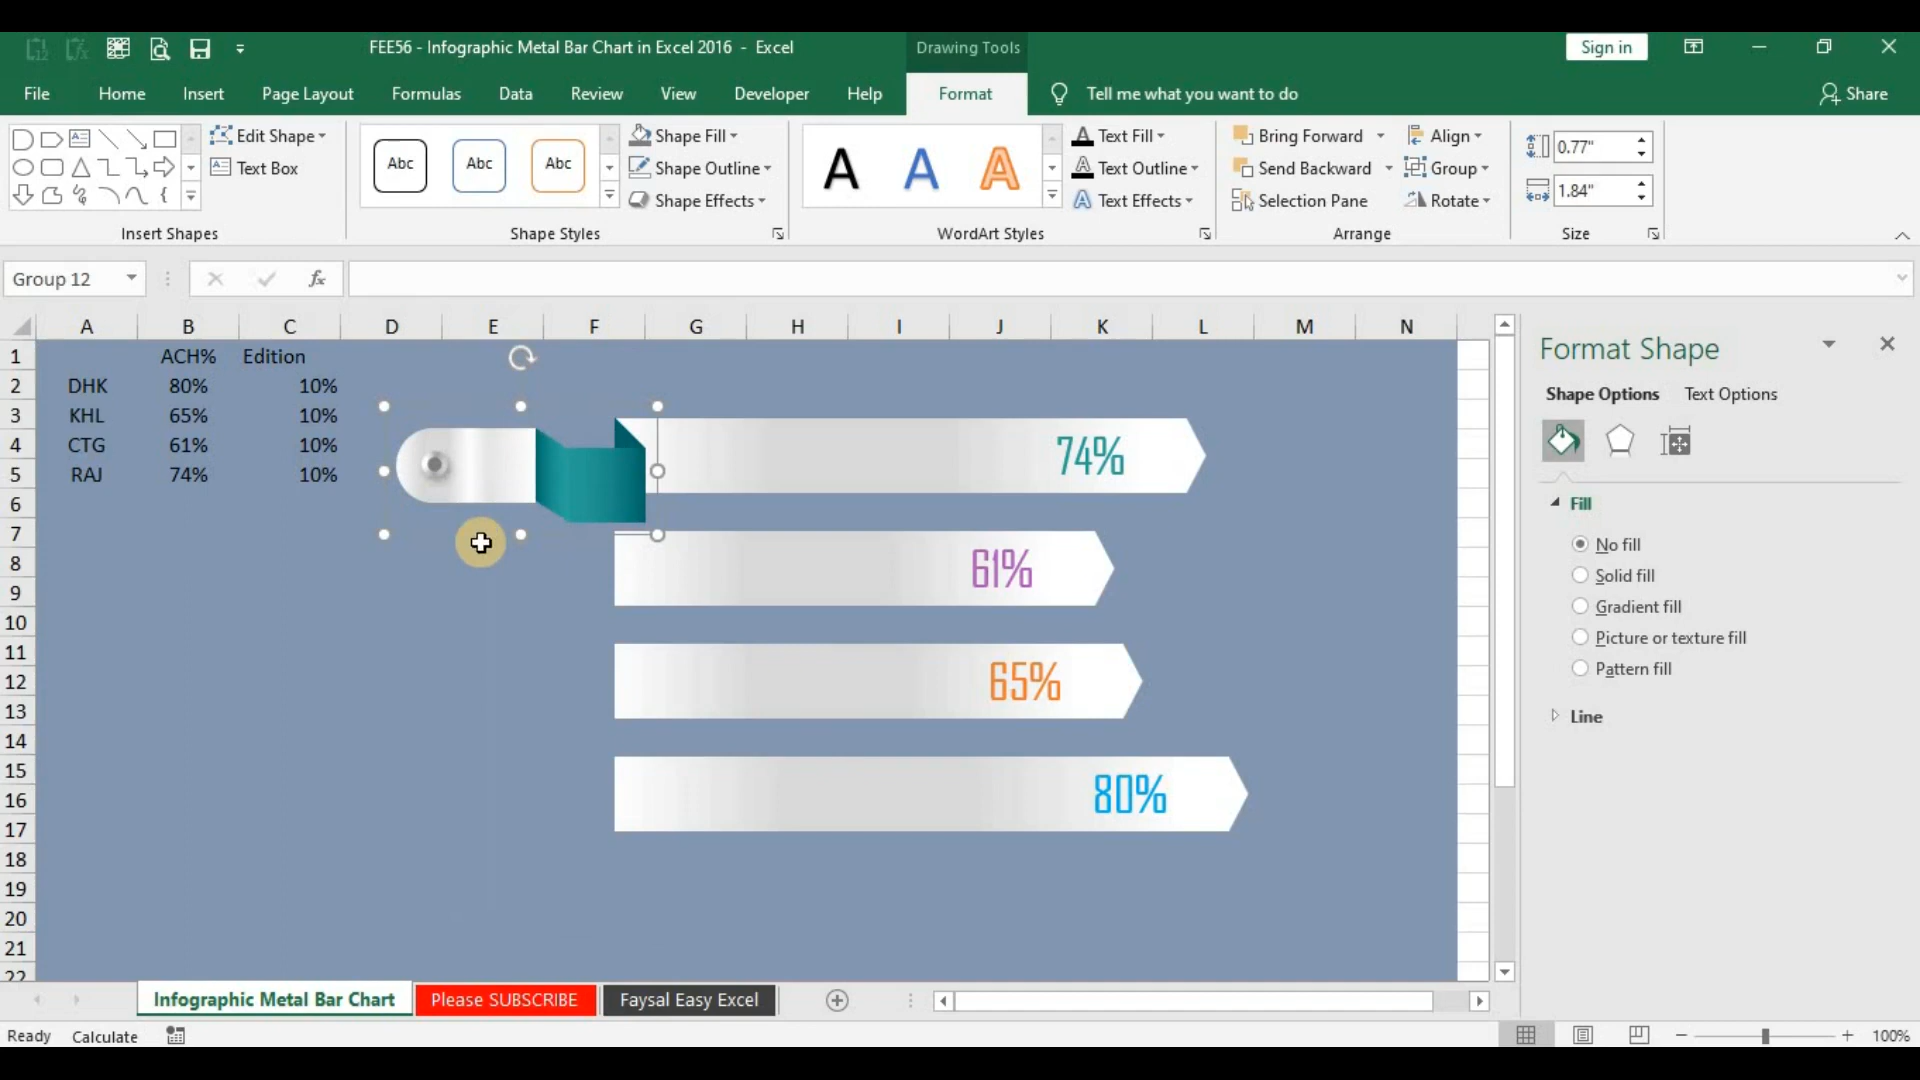 FEE56 - Infographic Metal Bar Chart in Excel 2016 - Excel
Drawing Tools
Sign in
File Home Insert Page Layout Formulas Data Review View Developer Help Format Tell me what you want to do Share
Edit Shape
Text Box
Insert Shapes
Abc Abc Abc
Shape Fill
Shape Outline
Shape Effects
Shape Styles
A A A
Text Fill
Text Outline
Text Effects
WordArt Styles
Bring Forward
Send Backward
Selection Pane
Align
Group
Rotate
Arrange
0.77"
1.84"
Size
Group 12
fx
A B C D E F G H I J K L M N
1 ACH% Edition
2 DHK 80% 10%
3 KHL 65% 10%
4 CTG 61% 10%
5 RAJ 74% 10%
6
7
8
9
10
11
12
13
14
15
16
17
18
19
20
21
22
74%
61%
65%
80%
Format Shape
Shape Options Text Options
Fill
No fill
Solid fill
Gradient fill
Picture or texture fill
Pattern fill
Line
Infographic Metal Bar Chart Please SUBSCRIBE Faysal Easy Excel
Ready Calculate 100%